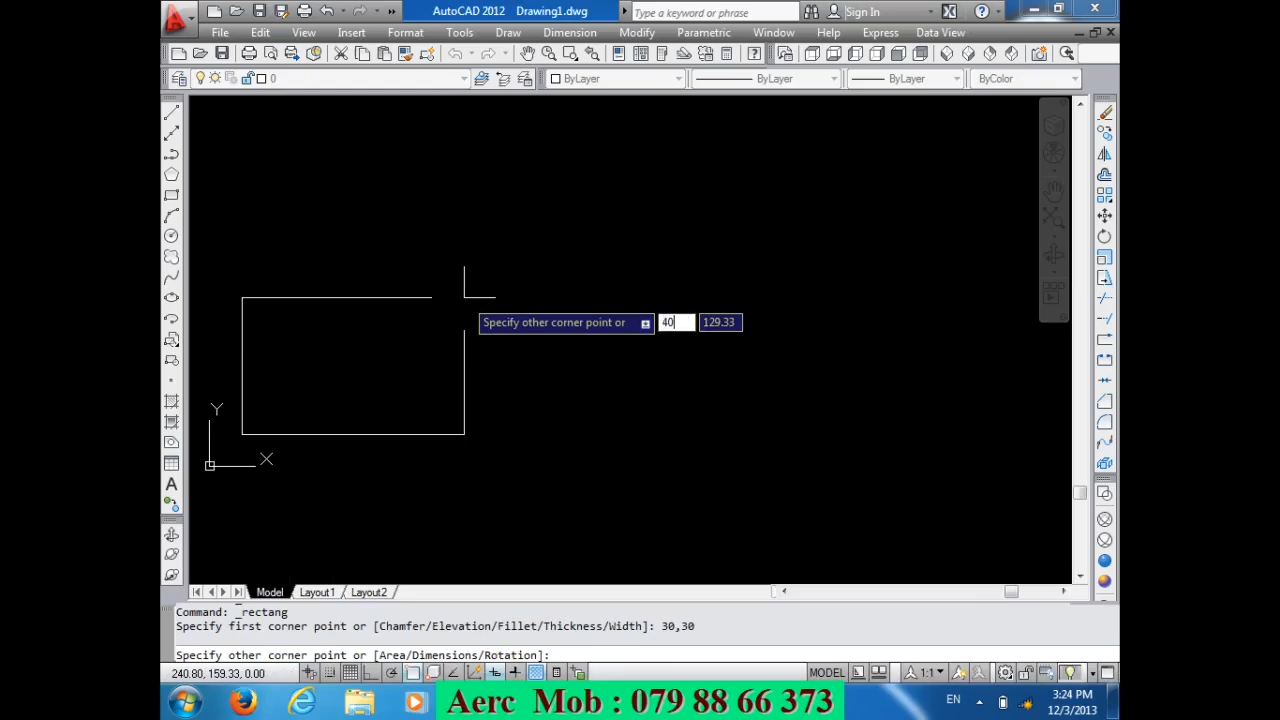 AutoCAD 2012 Drawing1.dwg
Type a keyword or phrase
Sign In
File Edit View Insert Format Tools Draw Dimension Modify Parametric Window Help Express Data View
0
ByLayer
ByLayer
ByLayer
ByColor
Specify other corner point or 40 129.33
Y
X
Model Layout1 Layout2
Command: _rectang
Specify first corner point or [Chamfer/Elevation/Fillet/Thickness/Width]: 30,30
Specify other corner point or [Area/Dimensions/Rotation]:
240.80, 159.33, 0.00
MODEL
1:1
Aerc Mob : 079 88 66 373
EN
3:24 PM
12/3/2013